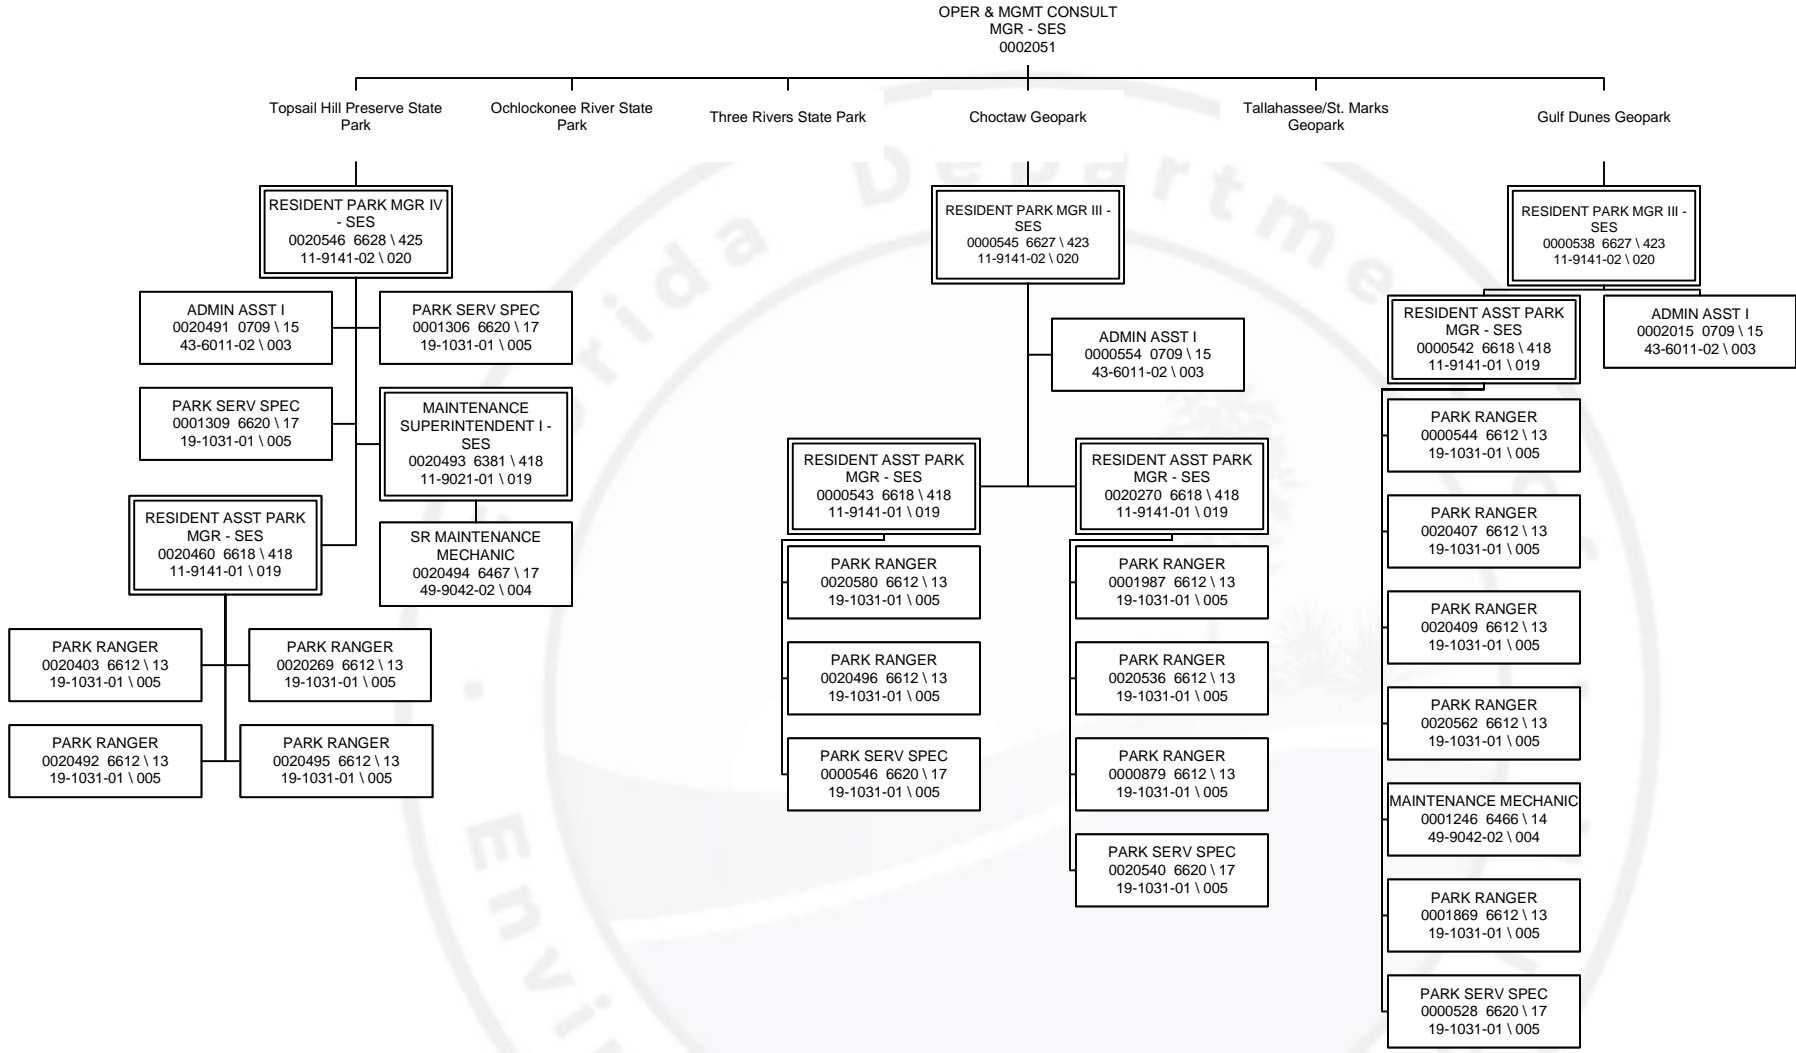 OPER & MGMT CONSULT
MGR - SES
0002051
Topsail Hill Preserve State
Park
Ochlockonee River State
Park
Three Rivers State Park
Choctaw Geopark
Tallahassee/St. Marks
Geopark
Gulf Dunes Geopark
RESIDENT PARK MGR IV
- SES
0020546 6628 \ 425
11-9141-02 \ 020
ADMIN ASST I
0020491 0709 \ 15
43-6011-02 \ 003
PARK SERV SPEC
0001306 6620 \ 17
19-1031-01 \ 005
PARK SERV SPEC
0001309 6620 \ 17
19-1031-01 \ 005
MAINTENANCE
SUPERINTENDENT I -
SES
0020493 6381 \ 418
11-9021-01 \ 019
RESIDENT ASST PARK
MGR - SES
0020460 6618 \ 418
11-9141-01 \ 019
SR MAINTENANCE
MECHANIC
0020494 6467 \ 17
49-9042-02 \ 004
PARK RANGER
0020403 6612 \ 13
19-1031-01 \ 005
PARK RANGER
0020269 6612 \ 13
19-1031-01 \ 005
PARK RANGER
0020492 6612 \ 13
19-1031-01 \ 005
PARK RANGER
0020495 6612 \ 13
19-1031-01 \ 005
RESIDENT PARK MGR III -
SES
0000545 6627 \ 423
11-9141-02 \ 020
ADMIN ASST I
0000554 0709 \ 15
43-6011-02 \ 003
RESIDENT ASST PARK
MGR - SES
0000543 6618 \ 418
11-9141-01 \ 019
PARK RANGER
0020580 6612 \ 13
19-1031-01 \ 005
PARK RANGER
0020496 6612 \ 13
19-1031-01 \ 005
PARK SERV SPEC
0000546 6620 \ 17
19-1031-01 \ 005
RESIDENT ASST PARK
MGR - SES
0020270 6618 \ 418
11-9141-01 \ 019
PARK RANGER
0001987 6612 \ 13
19-1031-01 \ 005
PARK RANGER
0020536 6612 \ 13
19-1031-01 \ 005
PARK RANGER
0000879 6612 \ 13
19-1031-01 \ 005
PARK SERV SPEC
0020540 6620 \ 17
19-1031-01 \ 005
RESIDENT PARK MGR III -
SES
0000538 6627 \ 423
11-9141-02 \ 020
RESIDENT ASST PARK
MGR - SES
0000542 6618 \ 418
11-9141-01 \ 019
ADMIN ASST I
0002015 0709 \ 15
43-6011-02 \ 003
PARK RANGER
0000544 6612 \ 13
19-1031-01 \ 005
PARK RANGER
0020407 6612 \ 13
19-1031-01 \ 005
PARK RANGER
0020409 6612 \ 13
19-1031-01 \ 005
PARK RANGER
0020562 6612 \ 13
19-1031-01 \ 005
MAINTENANCE MECHANIC
0001246 6466 \ 14
49-9042-02 \ 004
PARK RANGER
0001869 6612 \ 13
19-1031-01 \ 005
PARK SERV SPEC
0000528 6620 \ 17
19-1031-01 \ 005